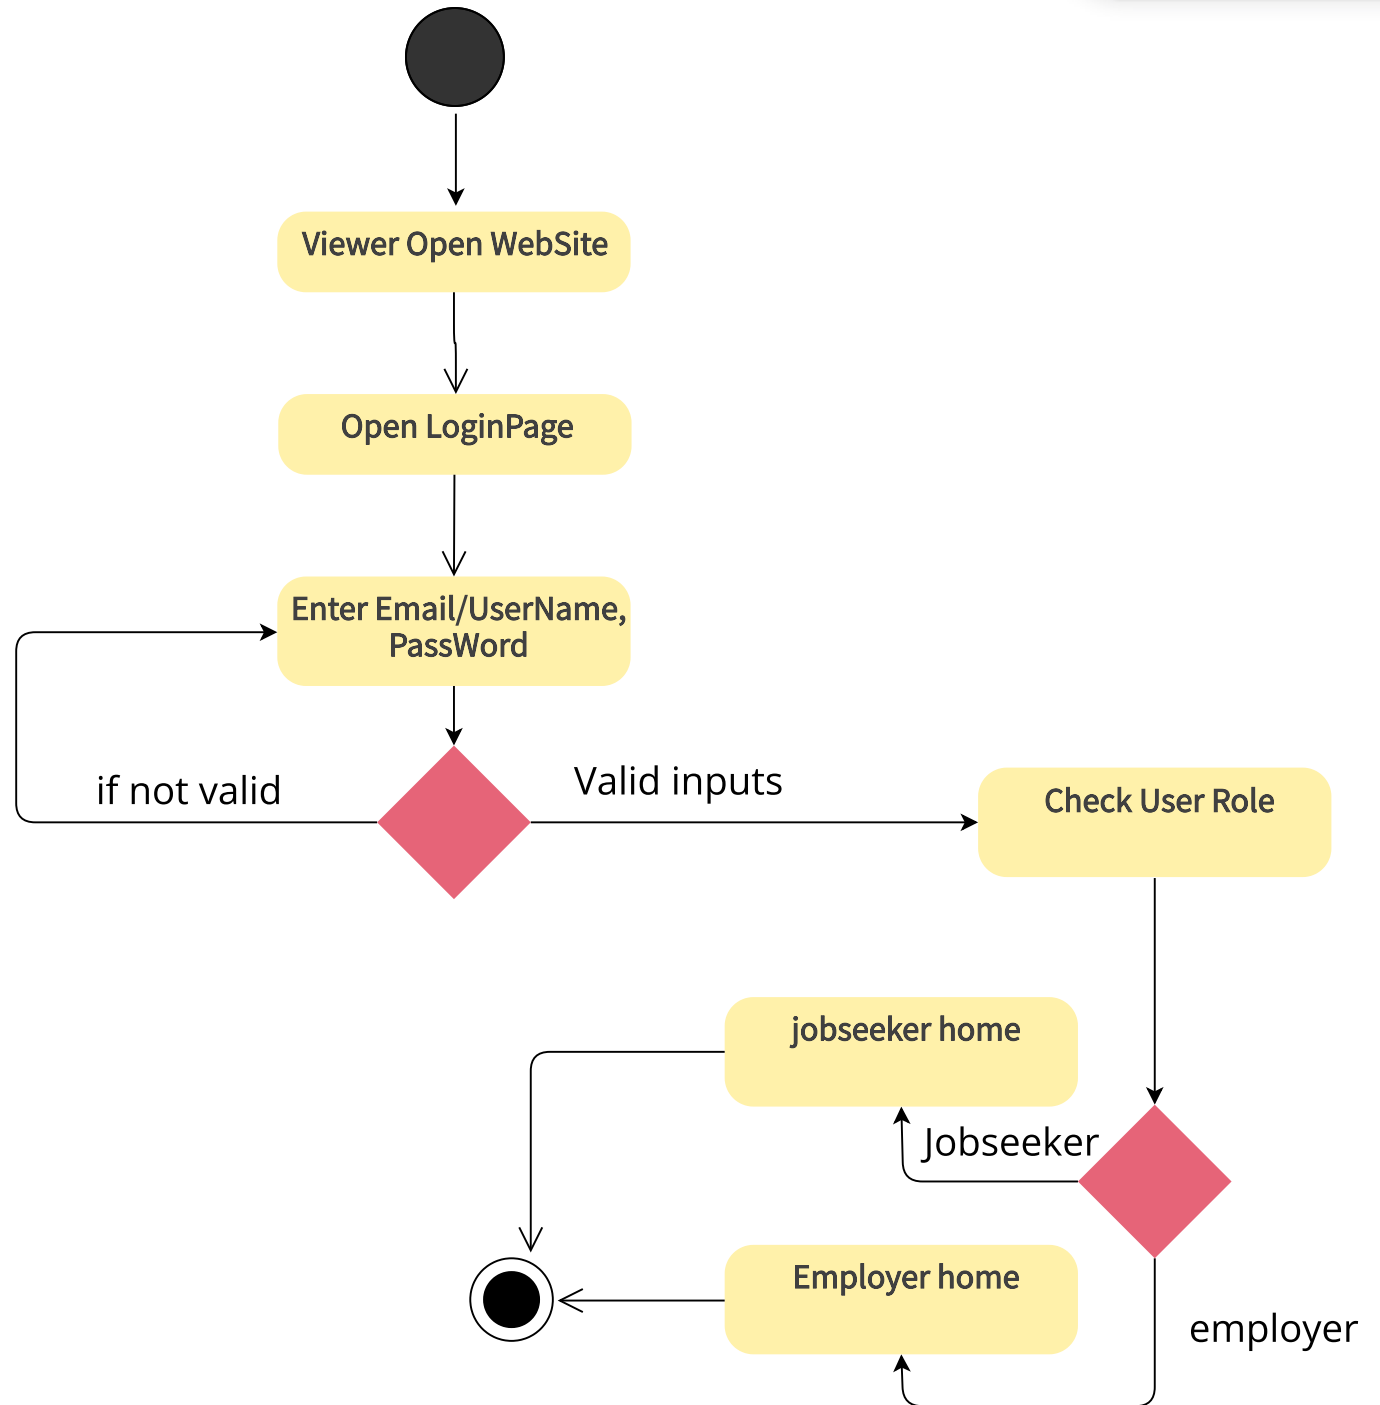 Viewer Open WebSite
Open LoginPage
Enter Email/UserName,
PassWord
if not valid
Valid inputs
Check User Role
jobseeker home
Jobseeker
Employer home
employer